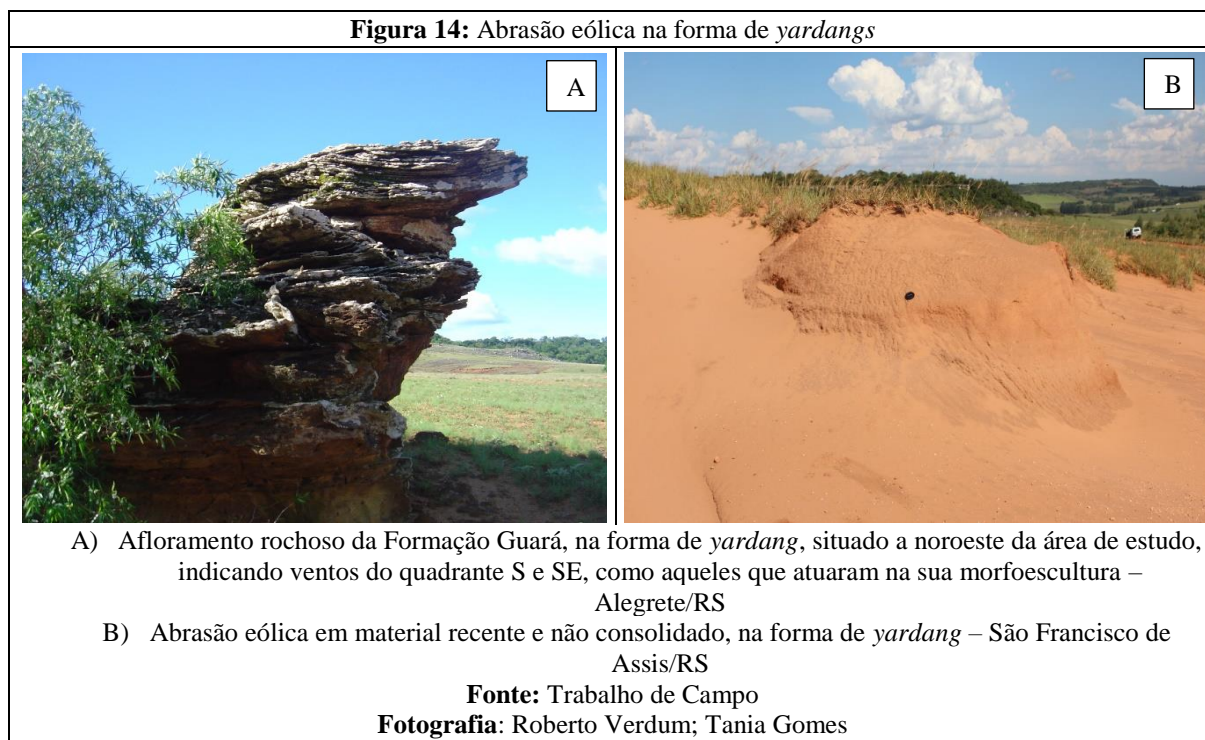 Figura 14: Abrasão eólica na forma de yardangs
A
B
A) Afloramento rochoso da Formação Guará, na forma de yardang, situado a noroeste da área de estudo,
indicando ventos do quadrante S e SE, como aqueles que atuaram na sua morfoescultura –
Alegrete/RS
B) Abrasão eólica em material recente e não consolidado, na forma de yardang – São Francisco de
Assis/RS
Fonte: Trabalho de Campo
Fotografia: Roberto Verdum; Tania Gomes